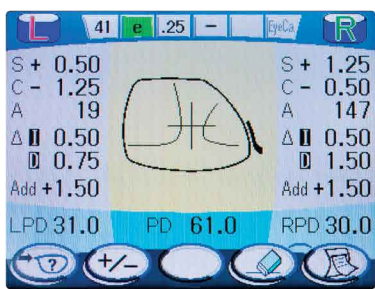 L 41 e .25 - EyeCa R
S + 0.50 S + 1.25
C - 1.25 C - 0.50
A 19 A 147
Δ I 0.50 Δ I 0.50
D 0.75 D 1.50
Add +1.50 Add +1.50
LPD 31.0 PD 61.0 RPD 30.0
? +/-